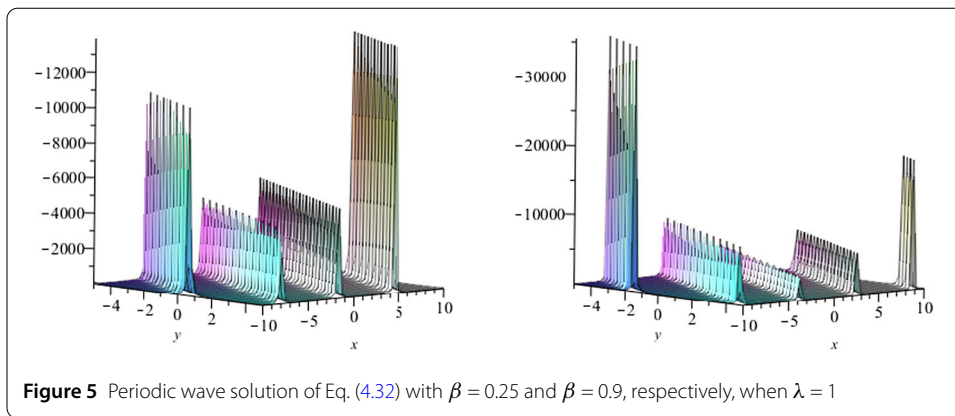 −12000
−10000
−8000
−6000
−4000
−2000
−4 −2 0 2 −10 −5 0 5 10
y x
−30000
−20000
−10000
−4 −2 0 2 −10 −5 0 5 10
y x
Figure 5 Periodic wave solution of Eq. (4.32) with β = 0.25 and β = 0.9, respectively, when λ = 1